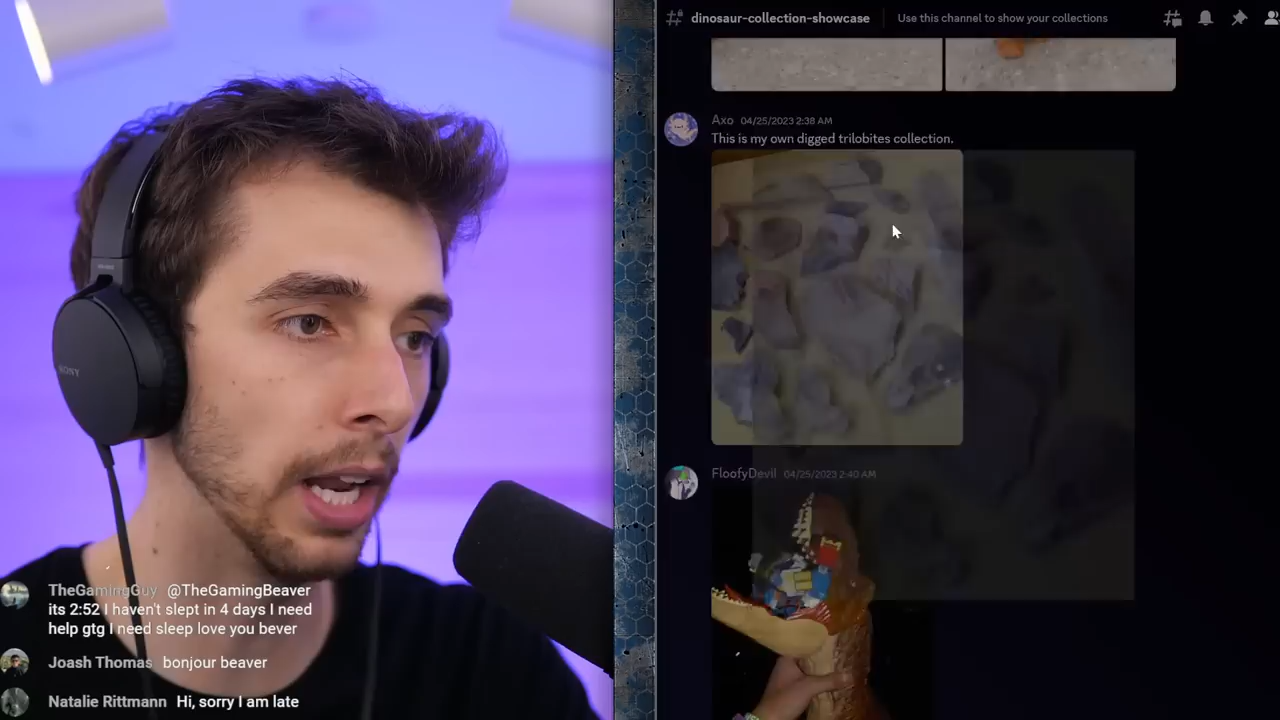 dinosaur-collection-showcase
Use this channel to show your collections
Axo 04/25/2023 2:38 AM
This is my own digged trilobites collection.
FloofyDevil 04/25/2023 2:40 AM
SONY
TheGamingGuy @TheGamingBeaver
its 2:52 I haven't slept in 4 days I need
help gtg I need sleep love you bever
Joash Thomas bonjour beaver
Natalie Rittmann Hi, sorry I am late